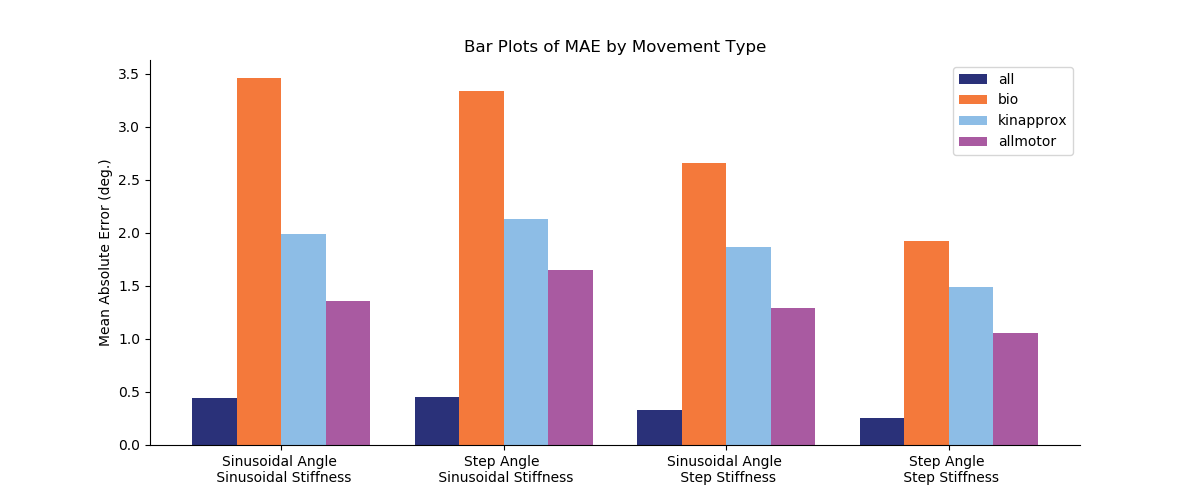 Bar Plots of MAE by Movement Type
all
bio
kinapprox
allmotor
Mean Absolute Error (deg.)
3.5
3.0
2.5
2.0
1.5
1.0
0.5
0.0
Sinusoidal Angle
Sinusoidal Stiffness
Step Angle
Sinusoidal Stiffness
Sinusoidal Angle
Step Stiffness
Step Angle
Step Stiffness